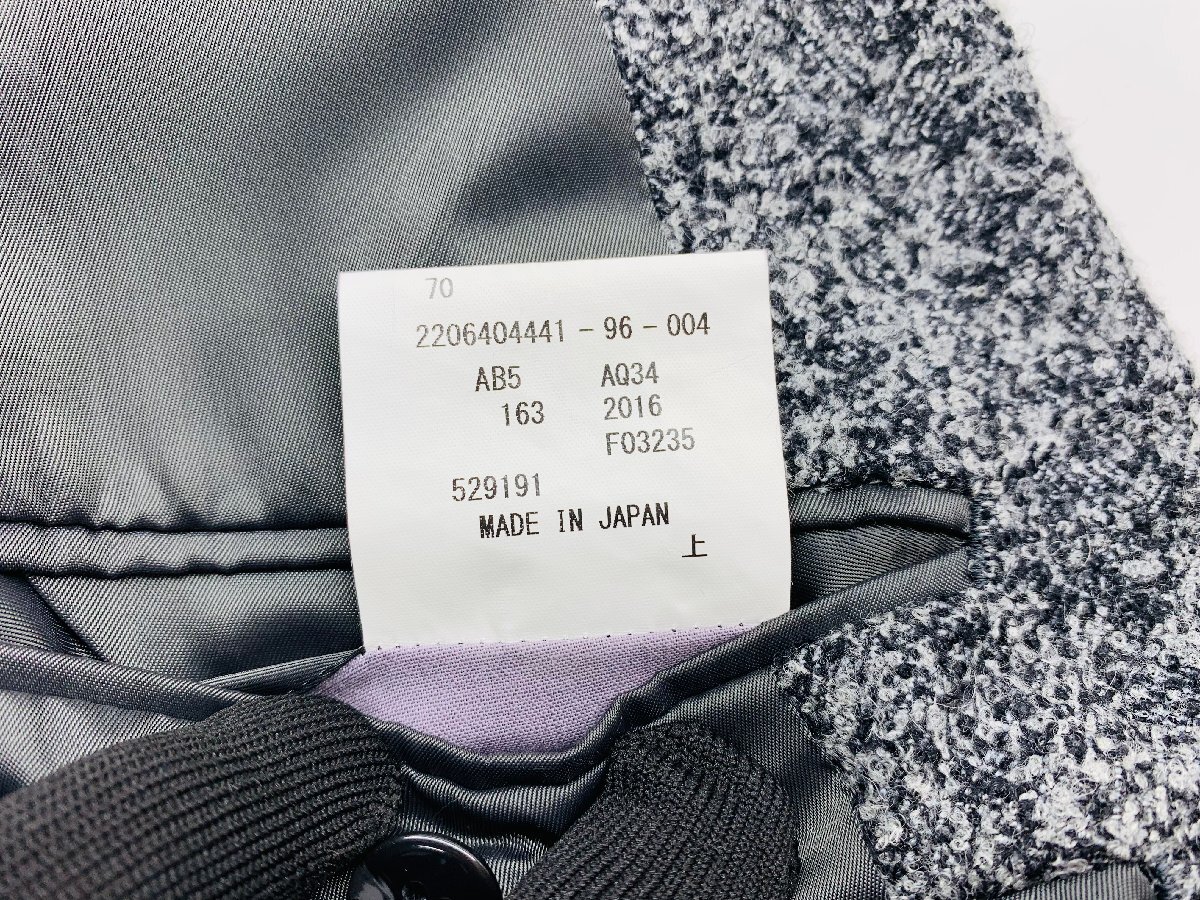 70
2206404441-96-004
AB5 AQ34
163 2016
F03235
529191
MADE IN JAPAN
上